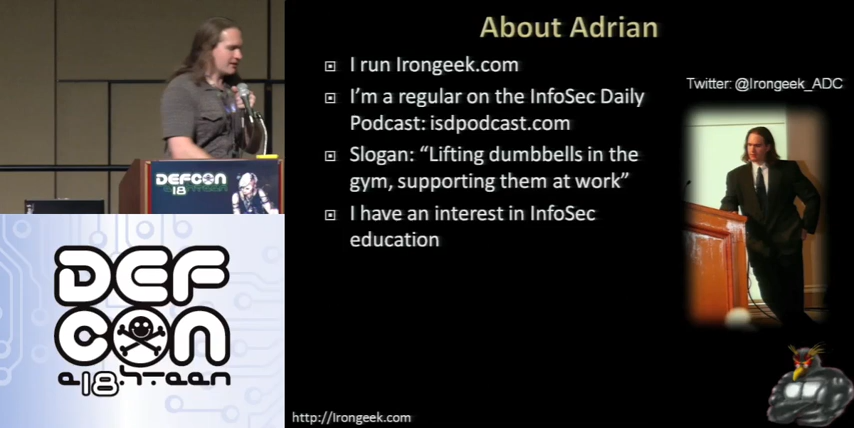 About Adrian
I run Irongeek.com
I'm a regular on the InfoSec Daily
Podcast: isdpodcast.com
Slogan: “Lifting dumbbells in the
gym, supporting them at work”
I have an interest in InfoSec
education
Twitter: @Irongeek_ADC
http://Irongeek.com
DEFCON
18
DEF
CON